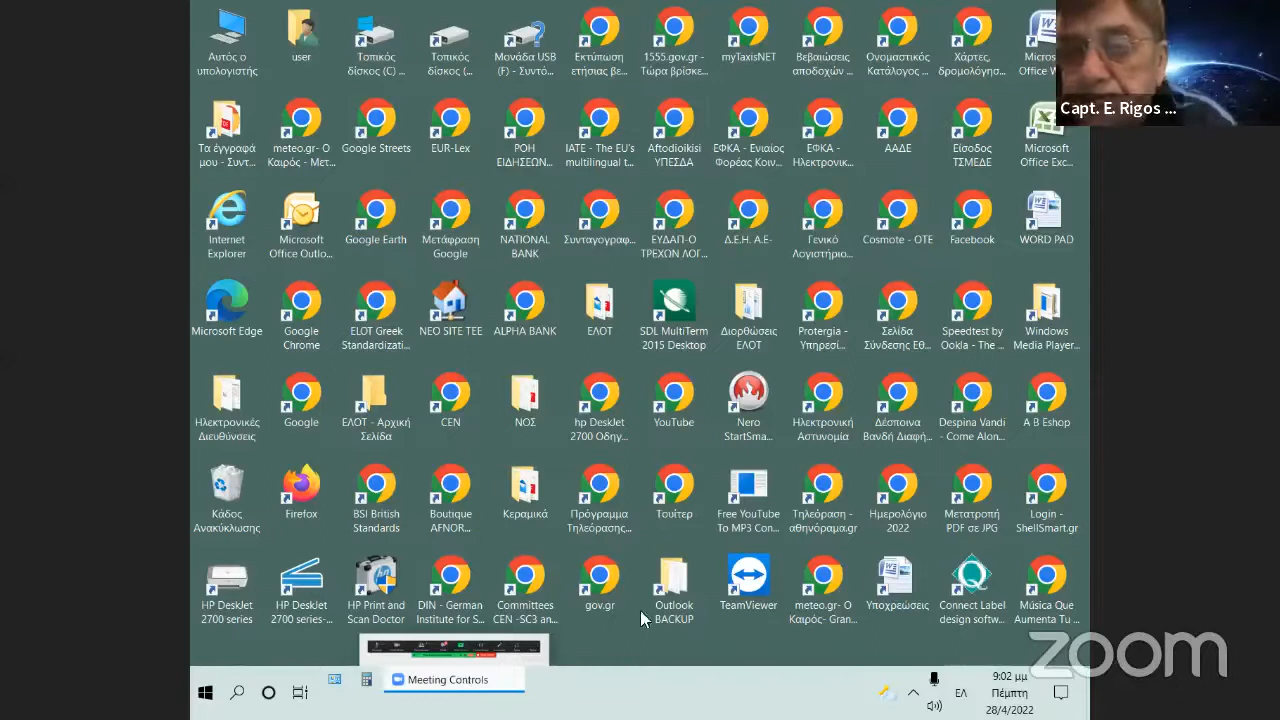 Αυτός ο
υπολογιστής
user
Τοπικός
δίσκος (C) ...
Τοπικός
δίσκος (...
Μονάδα USB
(F) - Συντό...
Εκτύπωση
ετήσιας βε...
1555.gov.gr -
Τώρα βρίσκε...
myTaxisNET
Βεβαιώσεις
αποδοχών ...
Ονομαστικος
Κατάλογος ...
Χάρτες,
δρομολόγησ...
Micros
Office W
Capt. E. Rigos ...
Τα έγγραφά
μου - Συντ...
meteo.gr- Ο
Καιρός - Μετ...
Google Streets
EUR-Lex
ΡΟΗ
ΕΙΔΗΣΕΩΝ...
IATE - The EU's
multilingual t...
Aftodioikisi
ΥΠΕΣΔΑ
ΕΦΚΑ - Ενιαίος
Φορέας Κοιν...
ΕΦΚΑ -
Ηλεκτρονικ...
ΑΑΔΕ
Είσοδος
ΤΣΜΕΔΕ
Microsoft
Office Exc...
Internet
Explorer
Microsoft
Office Outlo...
Google Earth
Μετάφραση
Google
NATIONAL
BANK
Συνταγογραφ...
ΕΥΔΑΠ-Ο
ΤΡΕΧΩΝ ΛΟΓ...
Δ.Ε.Η. Α.Ε-
Γενικό
Λογιστήριο...
Cosmote - OTE
Facebook
WORD PAD
Microsoft Edge
Google
Chrome
ELOT Greek
Standardizati...
NEO SITE TEE
ALPHA BANK
ΕΛΟΤ
SDL MultiTerm
2015 Desktop
Διορθώσεις
ΕΛΟΤ
Protergia -
Υπηρεσί...
Σελίδα
Σύνδεσης Εθ...
Speedtest by
Ookla - The ...
Windows
Media Player...
Ηλεκτρονικές
Διευθύνσεις
Google
ΕΛΟΤ - Αρχική
Σελίδα
CEN
ΝΟΣ
hp DeskJet
2700 Οδηγ...
YouTube
Nero
StartSma...
Ηλεκτρονική
Αστυνομία
Δέσποινα
Βανδή Διαφή...
Despina Vandi
- Come Alon...
A B Eshop
Κάδος
Ανακύκλωσης
Firefox
BSI British
Standards
Boutique
AFNOR...
Κεραμικά
Πρόγραμμα
Τηλεόρασης...
Τουίτερ
Free YouTube
To MP3 Con...
Τηλεόραση -
αθηνόραμα.gr
Ημερολόγιο
2022
Μετατροπή
PDF σε JPG
Login -
ShellSmart.gr
HP DeskJet
2700 series
HP DeskJet
2700 series-...
HP Print and
Scan Doctor
DIN - German
Institute for S...
Committees
CEN -SC3 an...
gov.gr
Outlook
BACKUP
TeamViewer
meteo.gr- Ο
Καιρός- Gran...
Υποχρεώσεις
Connect Label
design softw...
Música Que
Aumenta Tu ...
zoom
Meeting Controls
ΕΛ
9:02 μμ
Πέμπτη
28/4/2022